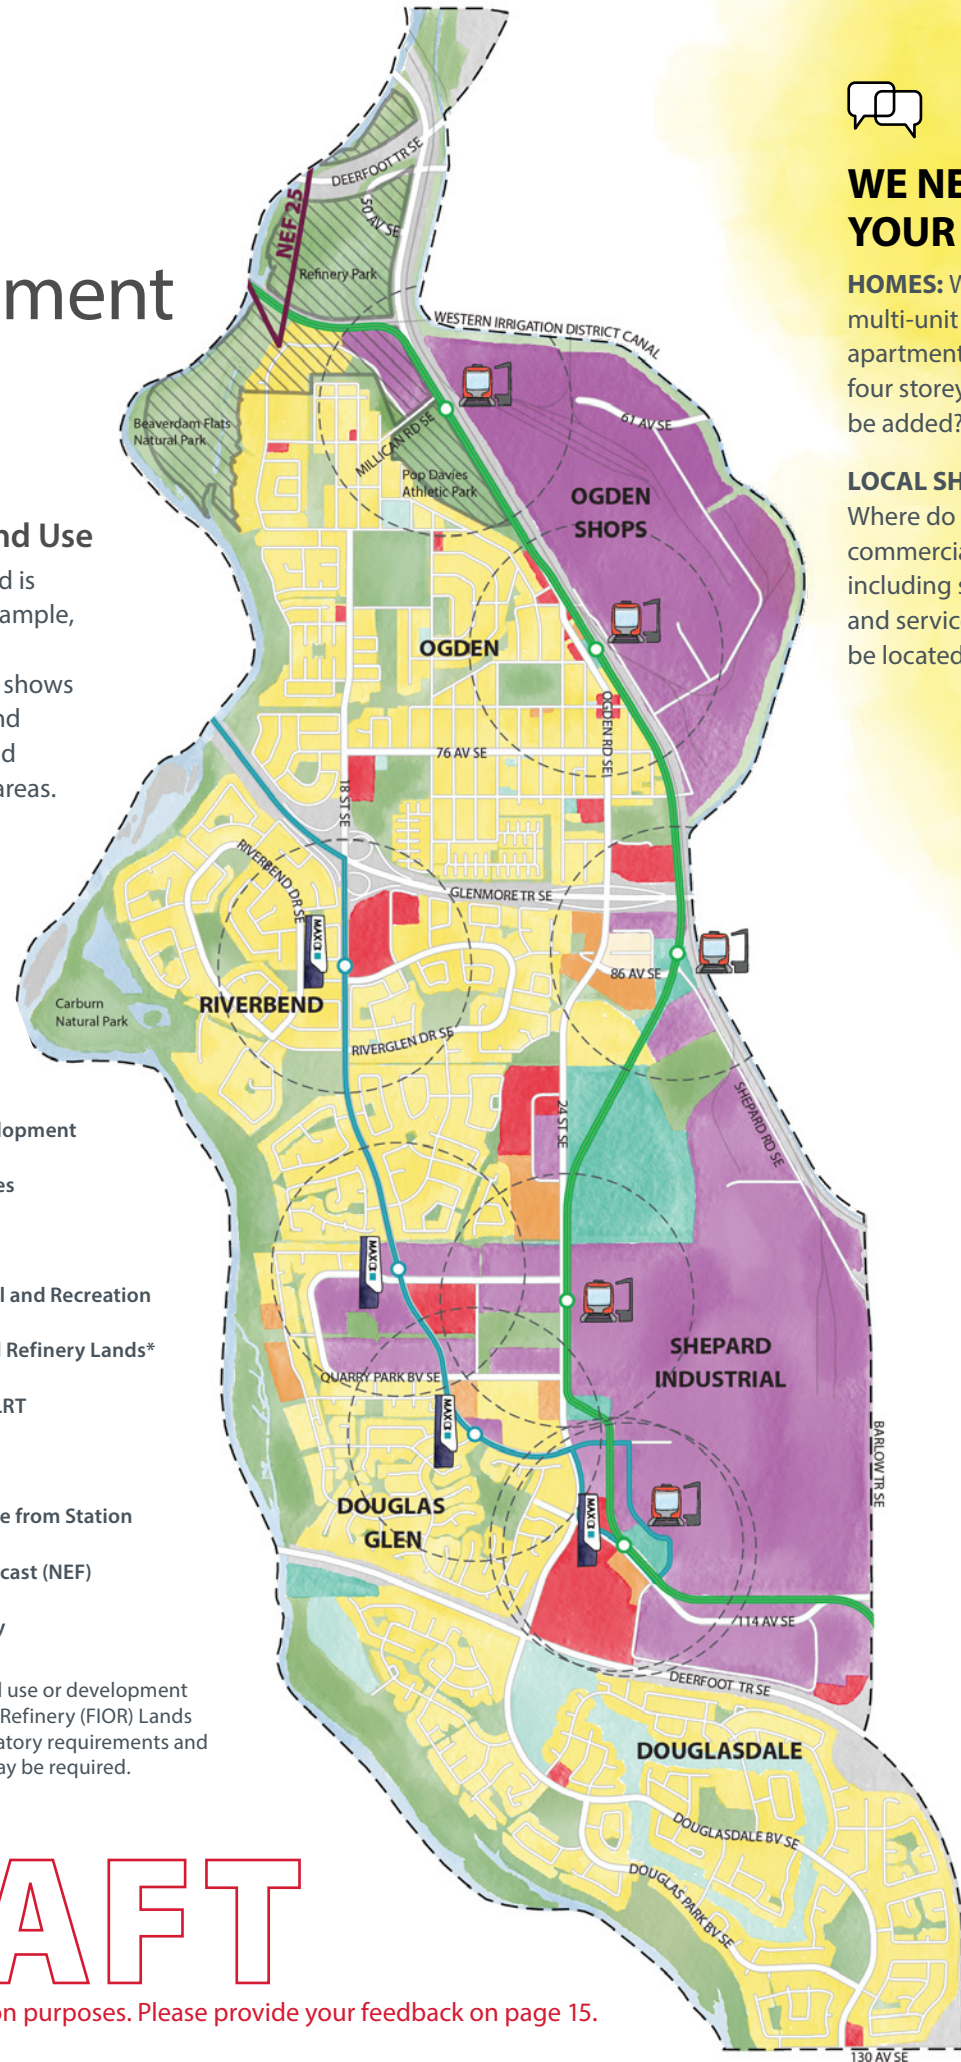 DEERFOOT TR SE
50 AV SE
NEF 25
Refinery Park
WE NE
YOUR
HOMES: W
multi-unit
apartment
four storey
be added?
LOCAL SH
Where do
commercia
including s
and servic
be located
ment
WESTERN IRRIGATION DISTRICT CANAL
61 AV SE
Beaverdam Flats
Natural Park
MILLICAN RD SE
Pop Davies
Athletic Park
OGDEN
SHOPS
nd Use
d is
ample,
shows
nd
d
areas.
OGDEN
OGDEN RD SE
76 AV SE
18 ST SE
RIVERBEND DR SE
GLENMORE TR SE
MAX
86 AV SE
Carburn
Natural Park
RIVERBEND
RIVERGLEN DR SE
24 ST SE
SHEPARD RD SE
lopment
es
l and Recreation
l Refinery Lands*
LRT
e from Station
cast (NEF)
y
MAX
SHEPARD
INDUSTRIAL
QUARRY PARK BV SE
MAX
BARLOW TR SE
DOUGLAS
GLEN
MAX
114 AV SE
DEERFOOT TR SE
l use or development
Refinery (FIOR) Lands
atory requirements and
ay be required.
DOUGLASDALE
DOUGLASDALE BV SE
DOUGLAS PARK BV SE
AFT
on purposes. Please provide your feedback on page 15.
130 AV SE